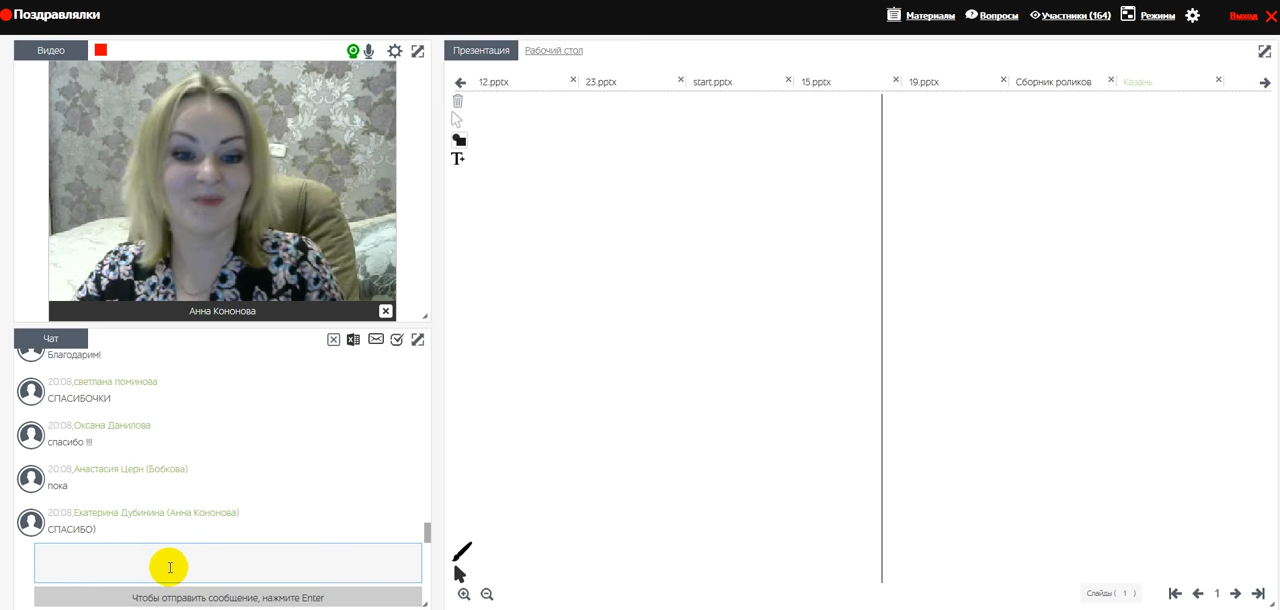 Поздравлялки
Материалы Вопросы Участники (164) Режимы Выход
Видео
Анна Кононова
Чат
Благодарим!
20:08,светлана поминова
СПАСИБОЧКИ
20:08,Оксана Данилова
спасибо !!!
20:08,Анастасия Церн (Бобкова)
пока
20:08,Екатерина Дубинина (Анна Кононова)
СПАСИБО)
Чтобы отправить сообщение, нажмите Enter
Презентация Рабочий стол
12.pptx 23.pptx start.pptx 15.pptx 19.pptx Сборник роликов Казань
T+
Слайды ( 1 ) 1